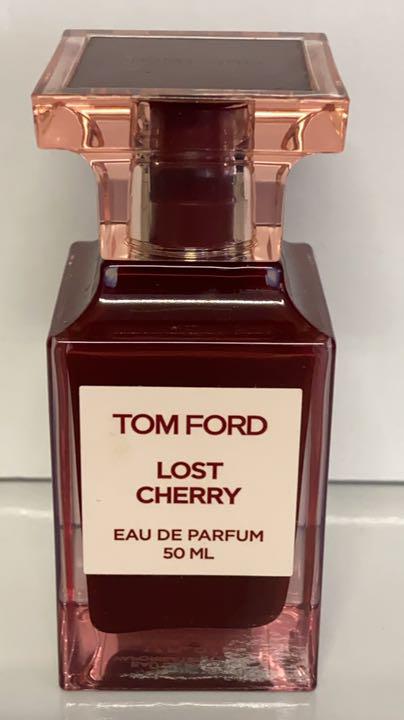 TOM FORD
LOST
CHERRY
EAU DE PARFUM
50 ML